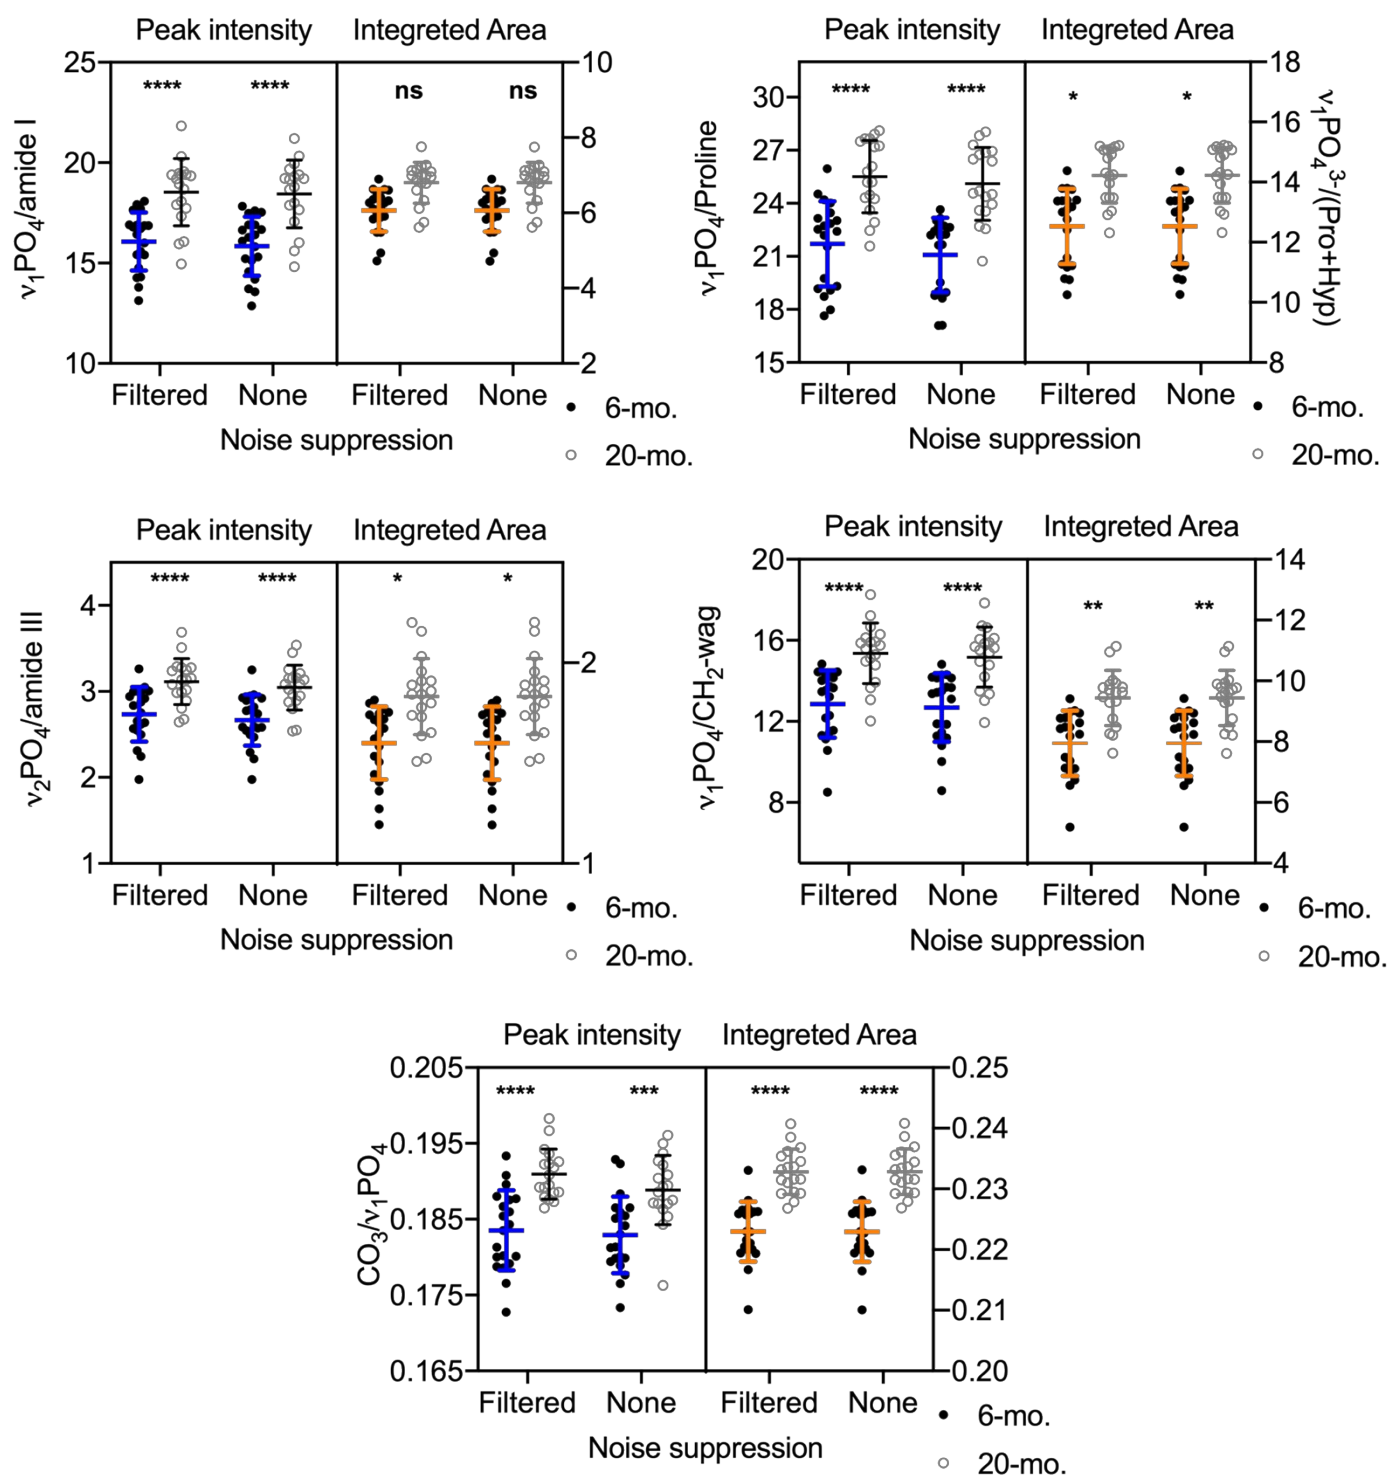 Peak intensity Integreted Area
25 10
**** **** ns ns
20 8
ν1PO4/amide I
6
15
4
10 2
Filtered None Filtered None
Noise suppression
6-mo.
20-mo.
Peak intensity Integreted Area
18
30 **** **** * *
16
27
ν1PO4/Proline
14
24
ν1PO4^3-/(Pro+Hyp)
21 12
18 10
15 8
Filtered None Filtered None
Noise suppression
6-mo.
20-mo.
Peak intensity Integreted Area
**** **** * *
4
2
ν2PO4/amide III
3
2
1 1
Filtered None Filtered None
Noise suppression
6-mo.
20-mo.
Peak intensity Integreted Area
20 14
**** **** ** **
12
16
10
ν1PO4/CH2-wag
12
8
8 6
4
Filtered None Filtered None
Noise suppression
6-mo.
20-mo.
Peak intensity Integreted Area
0.205 0.25
**** *** **** ****
0.195 0.24
CO3/ν1PO4
0.23
0.185
0.22
0.175 0.21
0.165 0.20
Filtered None Filtered None
Noise suppression
6-mo.
20-mo.